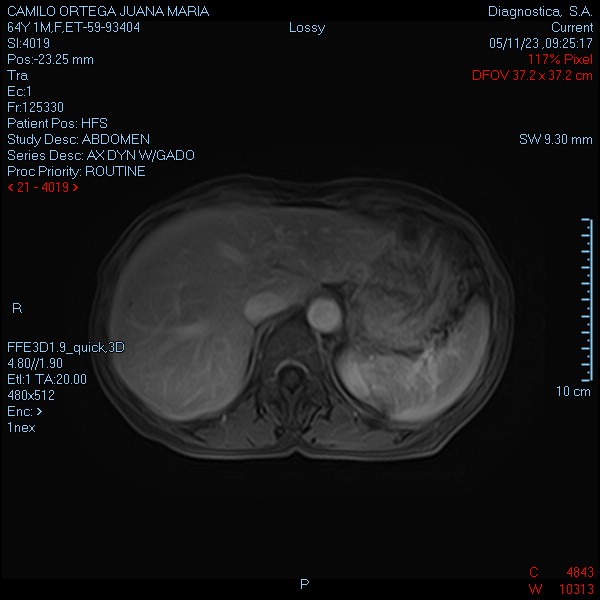 CAMILO ORTEGA JUANA MARIA
64Y 1M,F,ET-59-93404
SI:4019
Pos:-23.25 mm
Tra
Ec:1
Fr:125330
Patient Pos: HFS
Study Desc: ABDOMEN
Series Desc: AX DYN W/GADO
Proc Priority: ROUTINE
< 21 - 4019 >
Lossy
Diagnostica, S.A.
Current
05/11/23 ,09:25:17
117% Pixel
DFOV 37.2 x 37.2 cm
SW 9.30 mm
R
FFE3D1.9_quick,3D
4.80//1.90
Etl:1 TA:20.00
480x512
Enc: >
1nex
10 cm
P
C 4843
W 10313